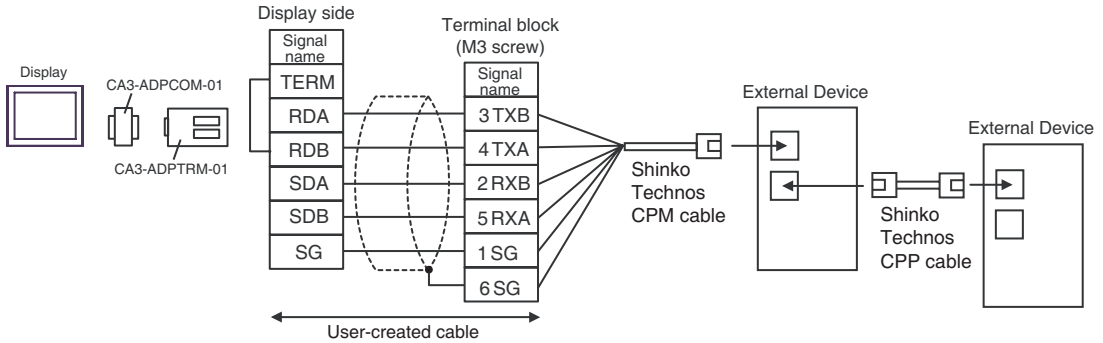 Display
CA3-ADPCOM-01
CA3-ADPTRM-01
Display side
Signal
name
TERM
RDA
RDB
SDA
SDB
SG
Terminal block
(M3 screw)
Signal
name
3 TXB
4 TXA
2 RXB
5 RXA
1 SG
6 SG
User-created cable
Shinko
Technos
CPM cable
External Device
Shinko
Technos
CPP cable
External Device